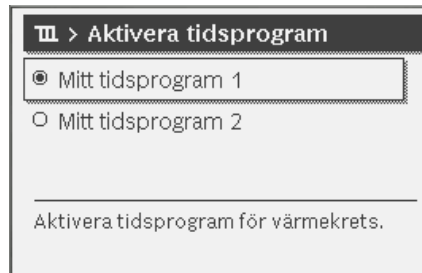 > Aktivera tidsprogram
Mitt tidsprogram 1
Mitt tidsprogram 2
Aktivera tidsprogram för värmekrets.